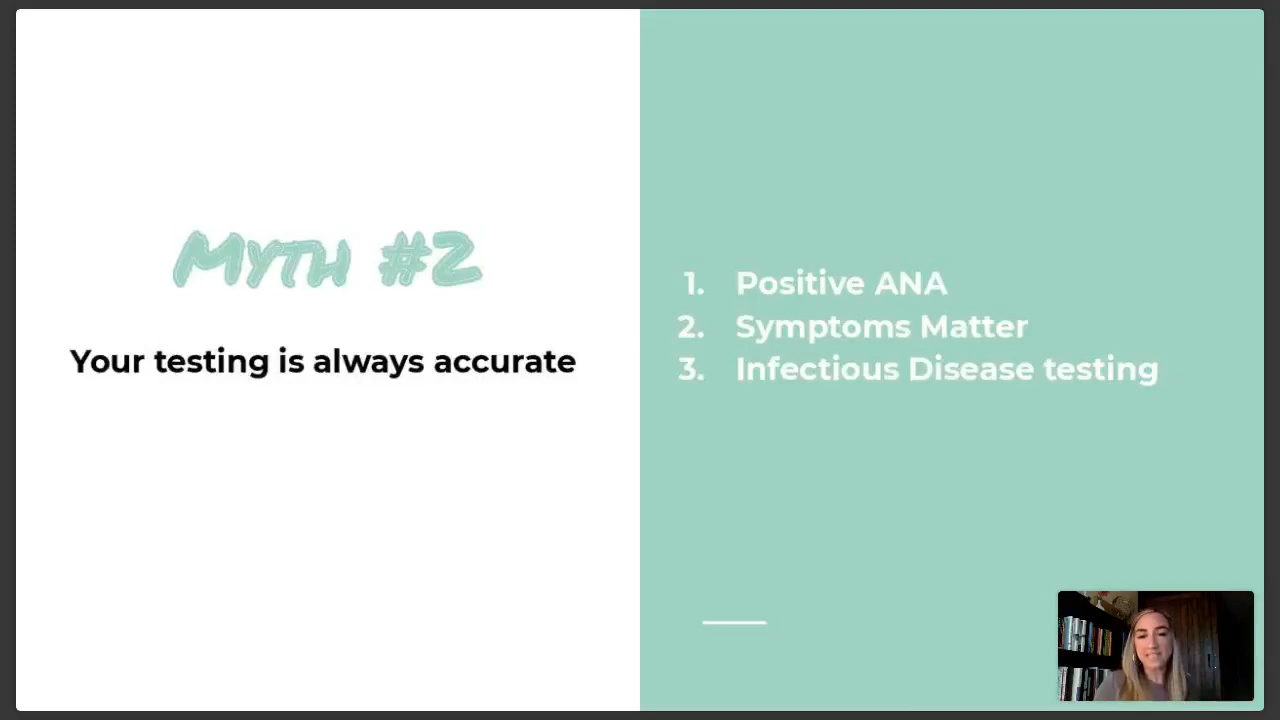 Myth #2
Your testing is always accurate
1. Positive ANA
2. Symptoms Matter
3. Infectious Disease testing